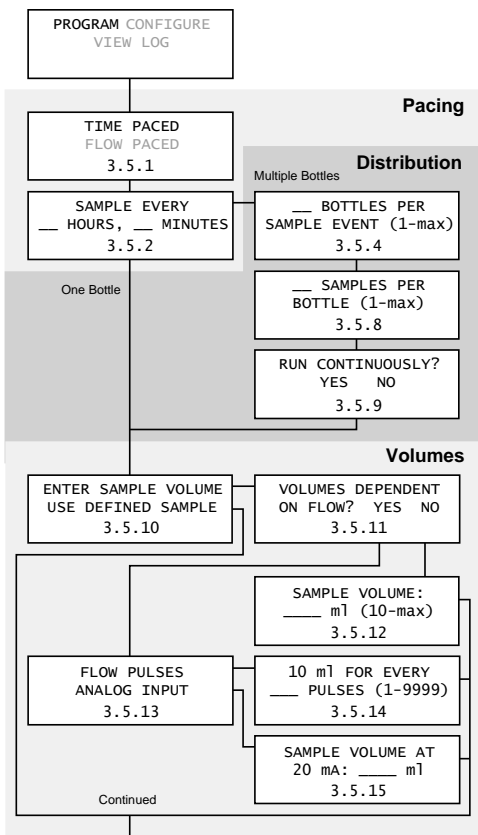 PROGRAM CONFIGURE
VIEW LOG
Pacing
TIME PACED
FLOW PACED
3.5.1
Distribution
Multiple Bottles
SAMPLE EVERY
__ HOURS, __ MINUTES
3.5.2
__ BOTTLES PER
SAMPLE EVENT (1-max)
3.5.4
One Bottle
__ SAMPLES PER
BOTTLE (1-max)
3.5.8
RUN CONTINUOUSLY?
YES NO
3.5.9
Volumes
ENTER SAMPLE VOLUME
USE DEFINED SAMPLE
3.5.10
VOLUMES DEPENDENT
ON FLOW? YES NO
3.5.11
SAMPLE VOLUME:
____ ml (10-max)
3.5.12
FLOW PULSES
ANALOG INPUT
3.5.13
10 ml FOR EVERY
___ PULSES (1-9999)
3.5.14
SAMPLE VOLUME AT
20 mA: ____ ml
3.5.15
Continued